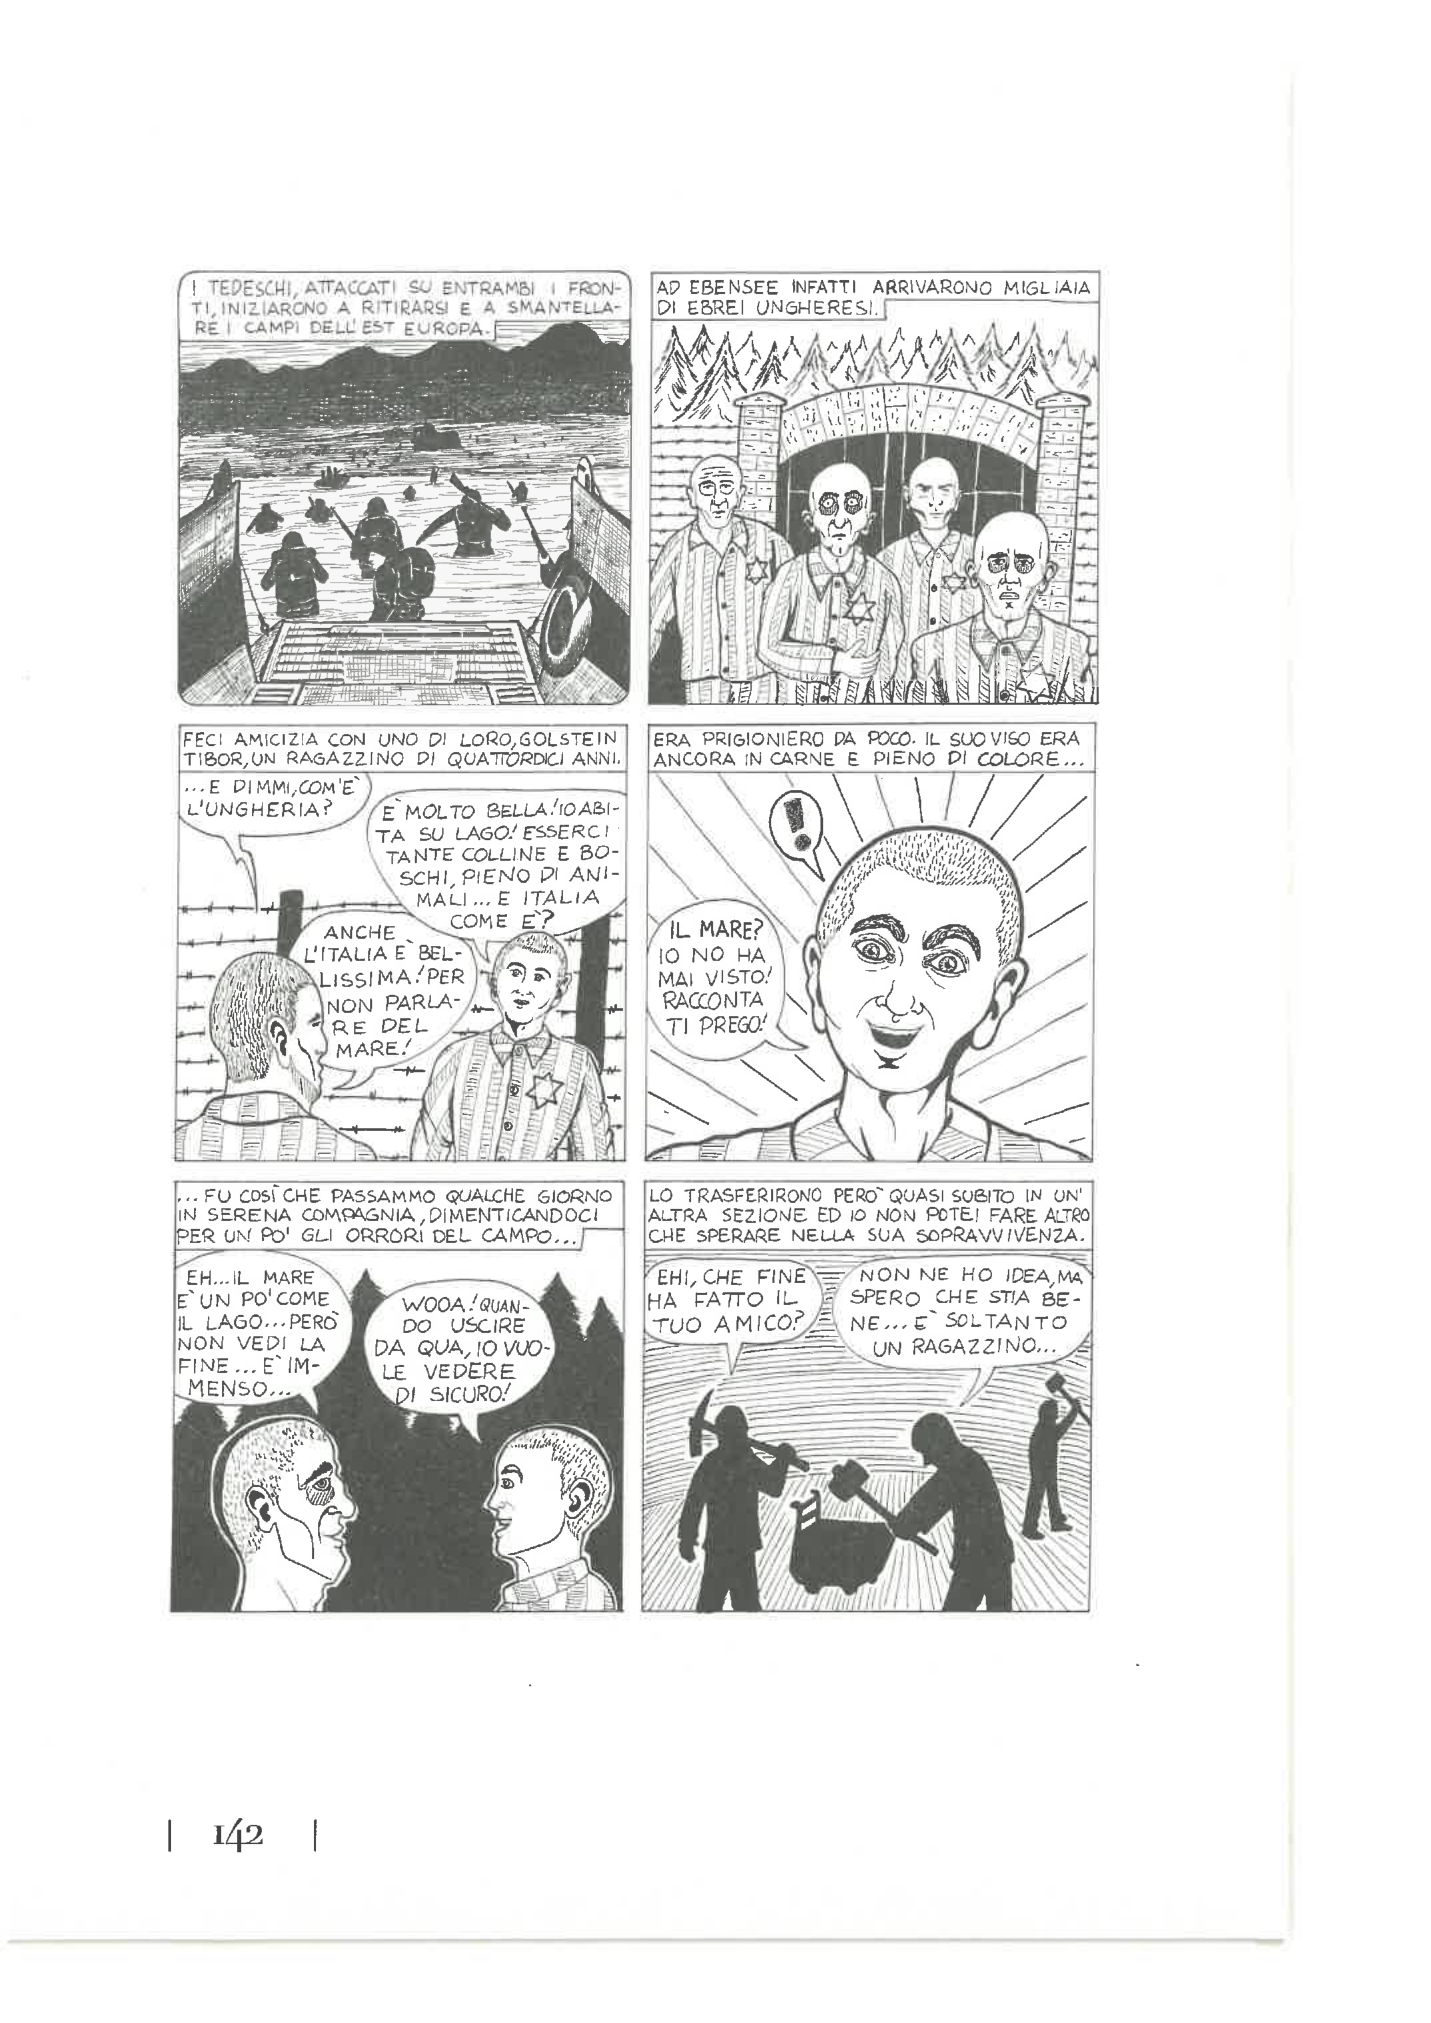 I TEDESCHI, ATTACCATI SU ENTRAMBI I FRON-
TI, INIZIARONO A RITIRARSI E A SMANTELLA-
RE I CAMPI DELL'EST EUROPA.
AD EBENSEE INFATTI ARRIVARONO MIGLIAIA
DI EBREI UNGHERESI.
FECI AMICIZIA CON UNO DI LORO, GOLSTEIN
TIBOR, UN RAGAZZINO DI QUATTORDICI ANNI.
...E DIMMI, COM'È
L'UNGHERIA?
È MOLTO BELLA! IO ABI-
TA SU LAGO! ESSERCI
TANTE COLLINE E BO-
SCHI, PIENO DI ANI-
MALI... E ITALIA
COME È?
ANCHE
L'ITALIA È BEL-
LISSIMA! PER
NON PARLA-
RE DEL
MARE!
ERA PRIGIONIERO DA POCO. IL SUO VISO ERA
ANCORA IN CARNE E PIENO DI COLORE...
!
IL MARE?
IO NO HA
MAI VISTO!
RACCONTA
TI PREGO!
... FU COSÌ CHE PASSAMMO QUALCHE GIORNO
IN SERENA COMPAGNIA, DIMENTICANDOCI
PER UN PO' GLI ORRORI DEL CAMPO...
EH... IL MARE
È UN PO' COME
IL LAGO... PERÒ
NON VEDI LA
FINE... È IM-
MENSO...
WOOA! QUAN-
DO USCIRE
DA QUA, IO VUO-
LE VEDERE
DI SICURO!
LO TRASFERIRONO PERÒ QUASI SUBITO IN UN'
ALTRA SEZIONE ED IO NON POTEI FARE ALTRO
CHE SPERARE NELLA SUA SOPRAVVIVENZA.
EHI, CHE FINE
HA FATTO IL
TUO AMICO?
NON NE HO IDEA, MA
SPERO CHE STIA BE-
NE... È SOLTANTO
UN RAGAZZINO...
| 142 |